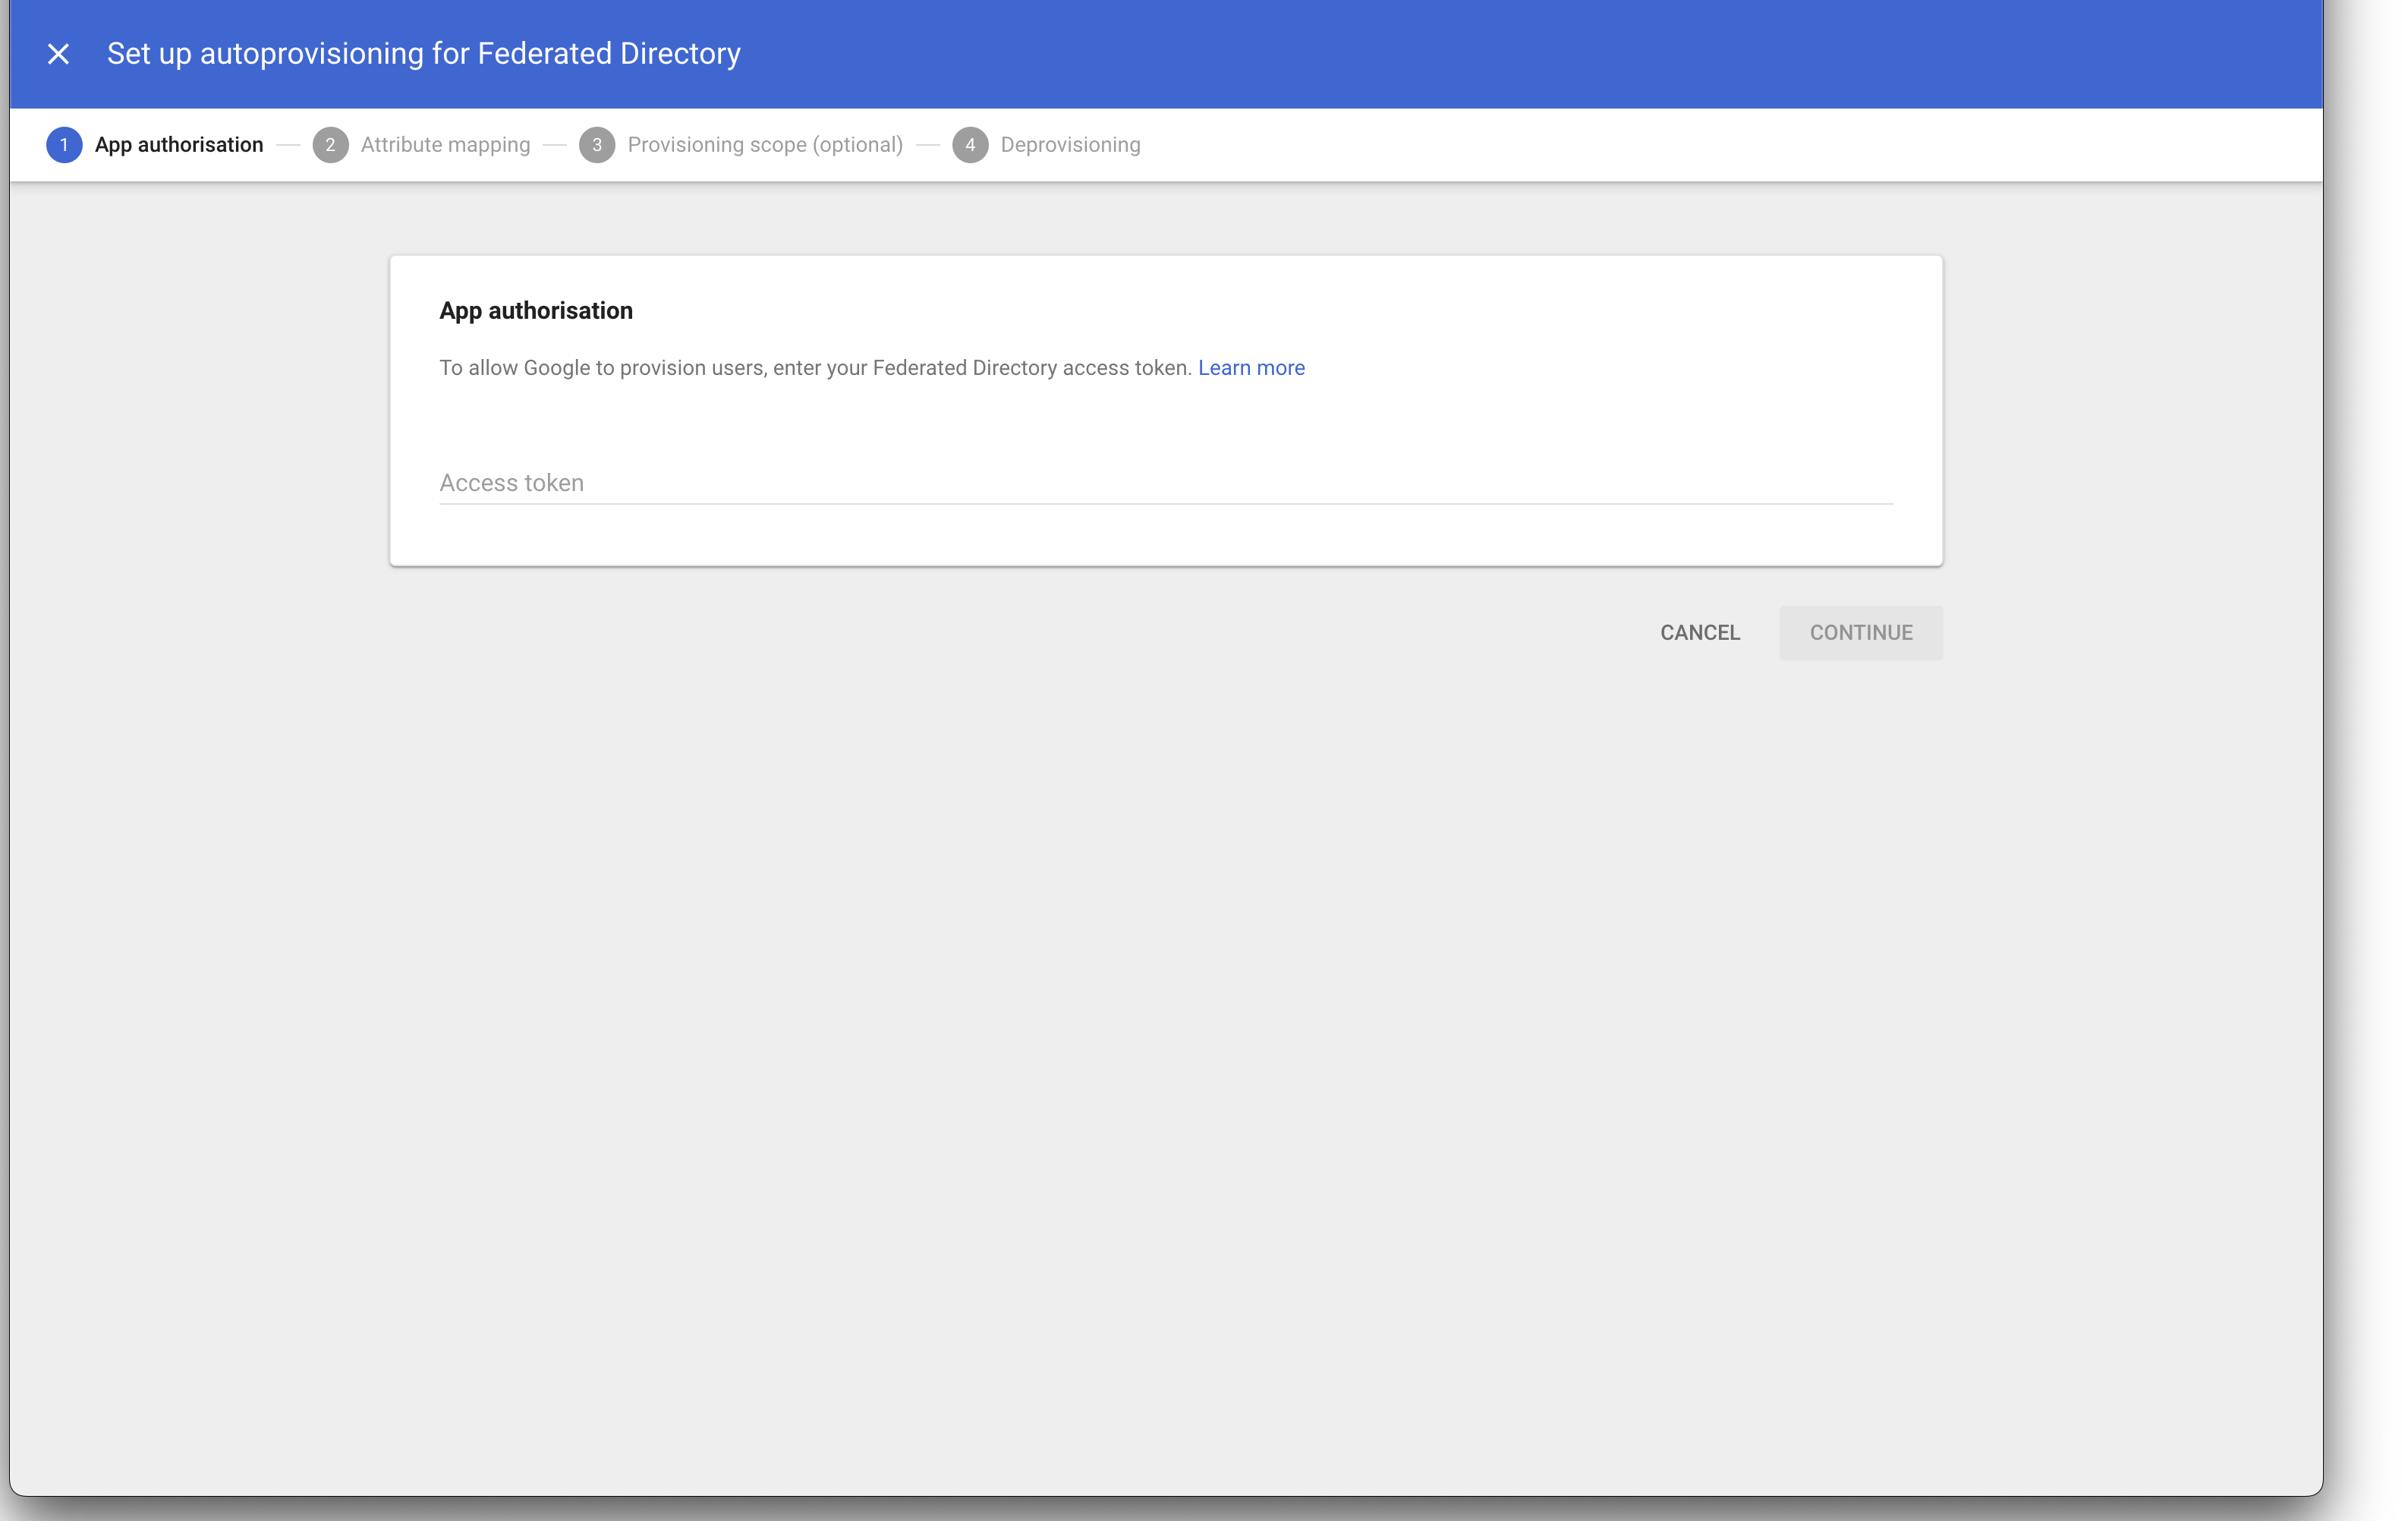 Set up autoprovisioning for Federated Directory
1 App authorisation 2 Attribute mapping 3 Provisioning scope (optional) 4 Deprovisioning
App authorisation
To allow Google to provision users, enter your Federated Directory access token. Learn more
Access token
CANCEL CONTINUE